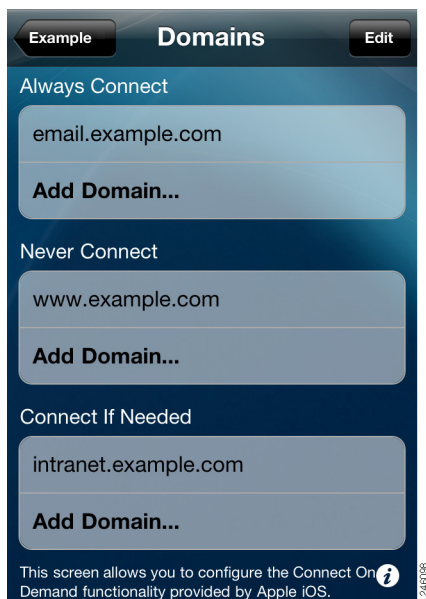 Example
Domains
Edit
Always Connect
email.example.com
Add Domain...
Never Connect
www.example.com
Add Domain...
Connect If Needed
intranet.example.com
Add Domain...
This screen allows you to configure the Connect On
Demand functionality provided by Apple iOS.
i
246098